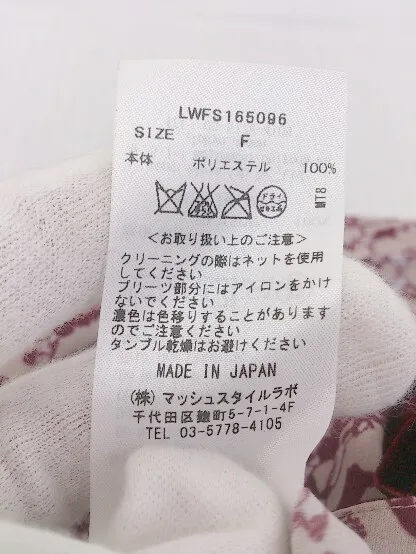 LWFS165096
SIZE F
本体 ポリエステル 100%
ドライ
MT8
<お取り扱い上のご注意>
クリーニングの際はネットを使用
してください
プリーツ部分にはアイロンをかけ
ないでください
濃色は色移りすることがあります
のでご注意ください
タンブル乾燥はお避けください
MADE IN JAPAN
(株)マッシュスタイルラボ
千代田区麹町5-7-1-4F
TEL 03-5778-4105